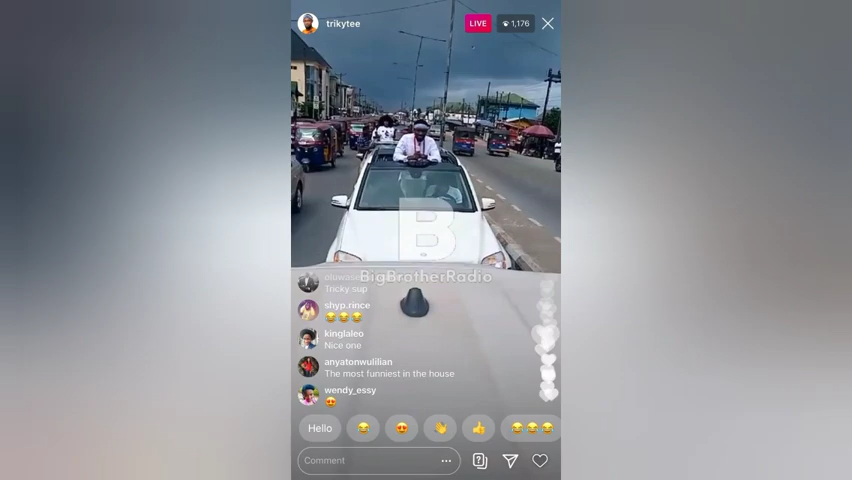 trikytee
LIVE
1,176
B
BigBrotherRadio
Tricky sup
shyp.rince
😂😂😂
kinglaleo
Nice one
anyatonwulilian
The most funniest in the house
wendy_essy
😍
Hello 😂 😍 👏 👍 😂😂😂
Comment